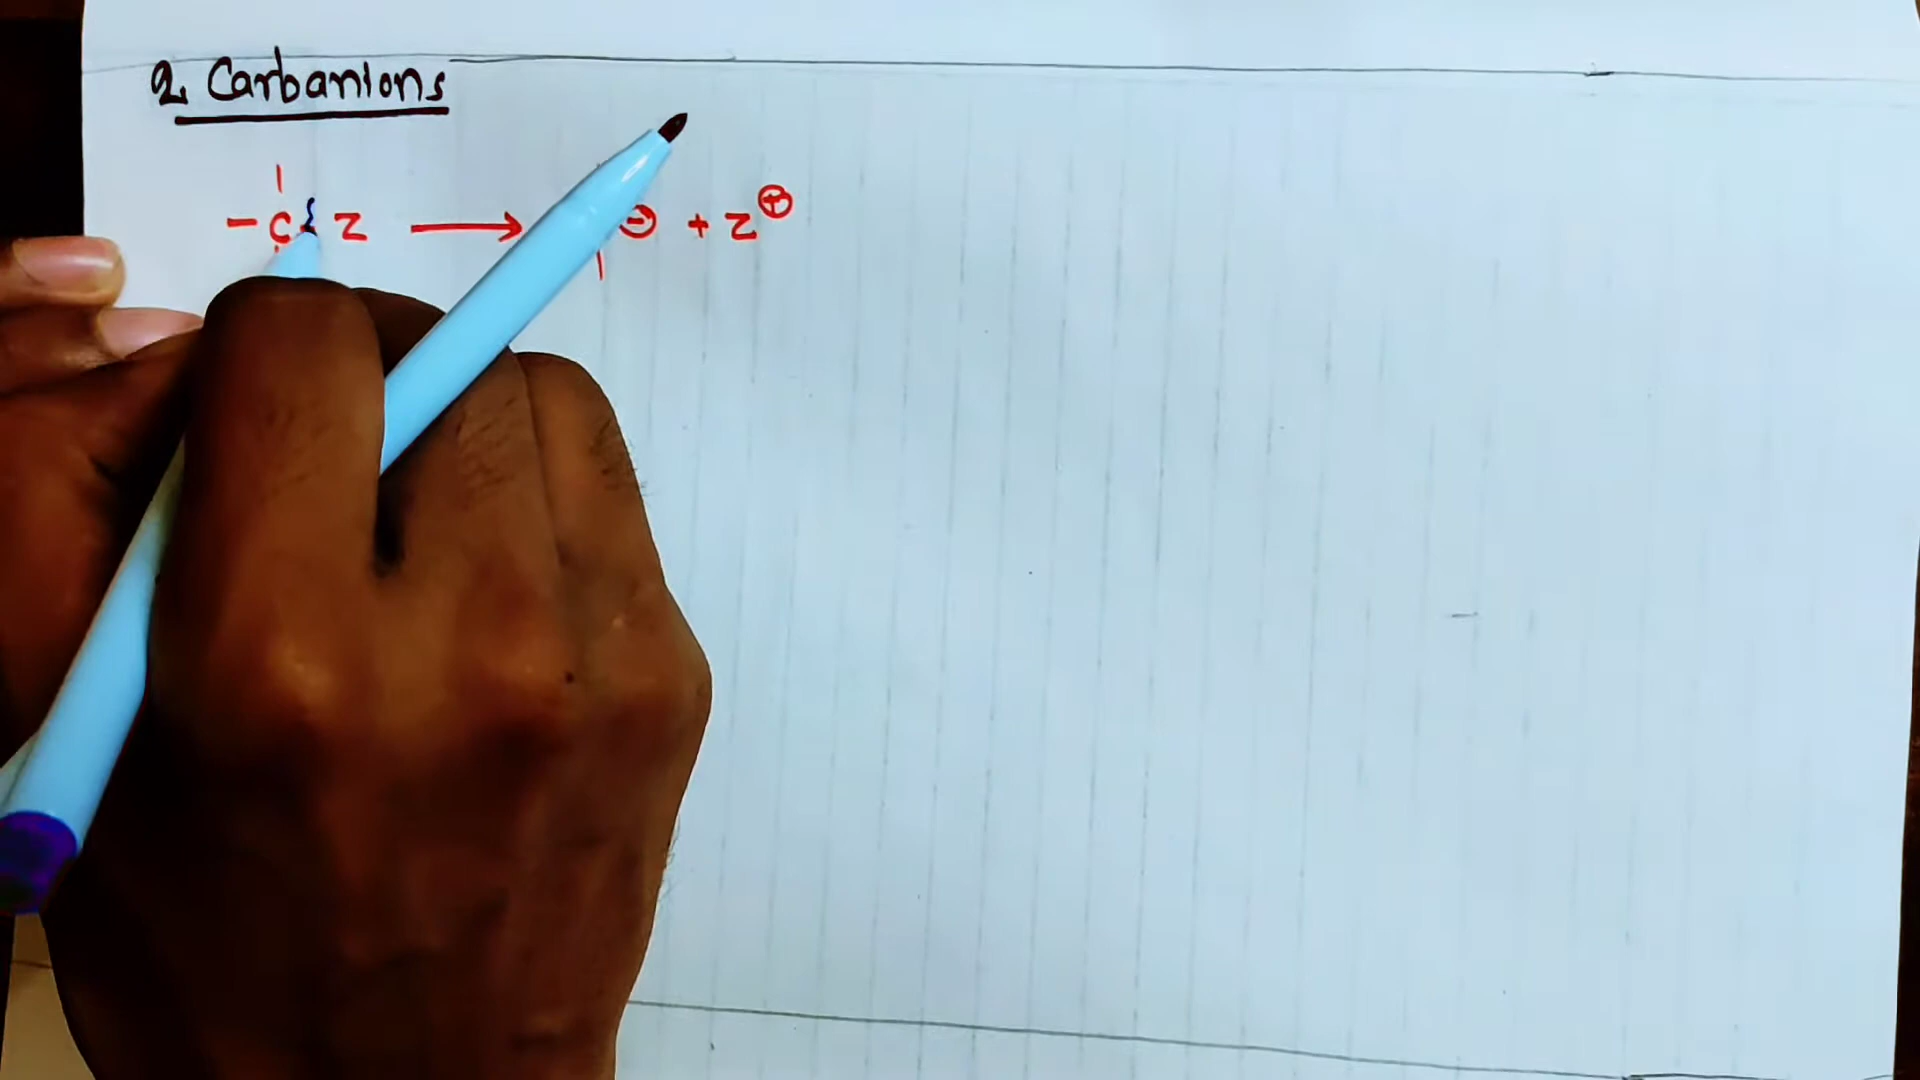 2. Carbanions
- C Z ⟶ ⊖ + Z⊕